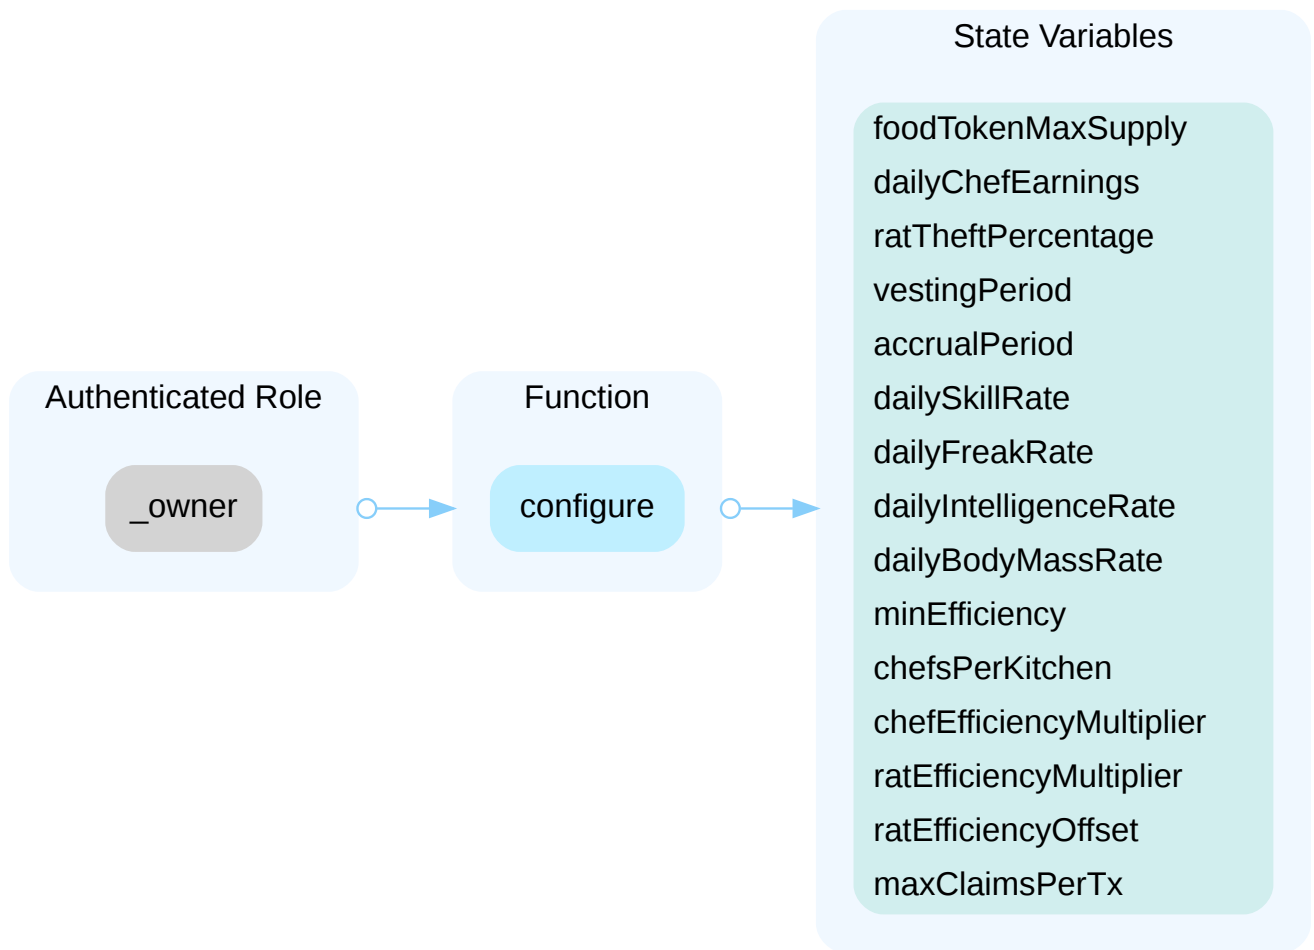 State Variables
foodTokenMaxSupply
dailyChefEarnings
ratTheftPercentage
vestingPeriod
accrualPeriod
dailySkillRate
dailyFreakRate
dailyIntelligenceRate
dailyBodyMassRate
minEfficiency
chefsPerKitchen
chefEfficiencyMultiplier
ratEfficiencyMultiplier
ratEfficiencyOffset
maxClaimsPerTx
Authenticated Role
_owner
Function
configure